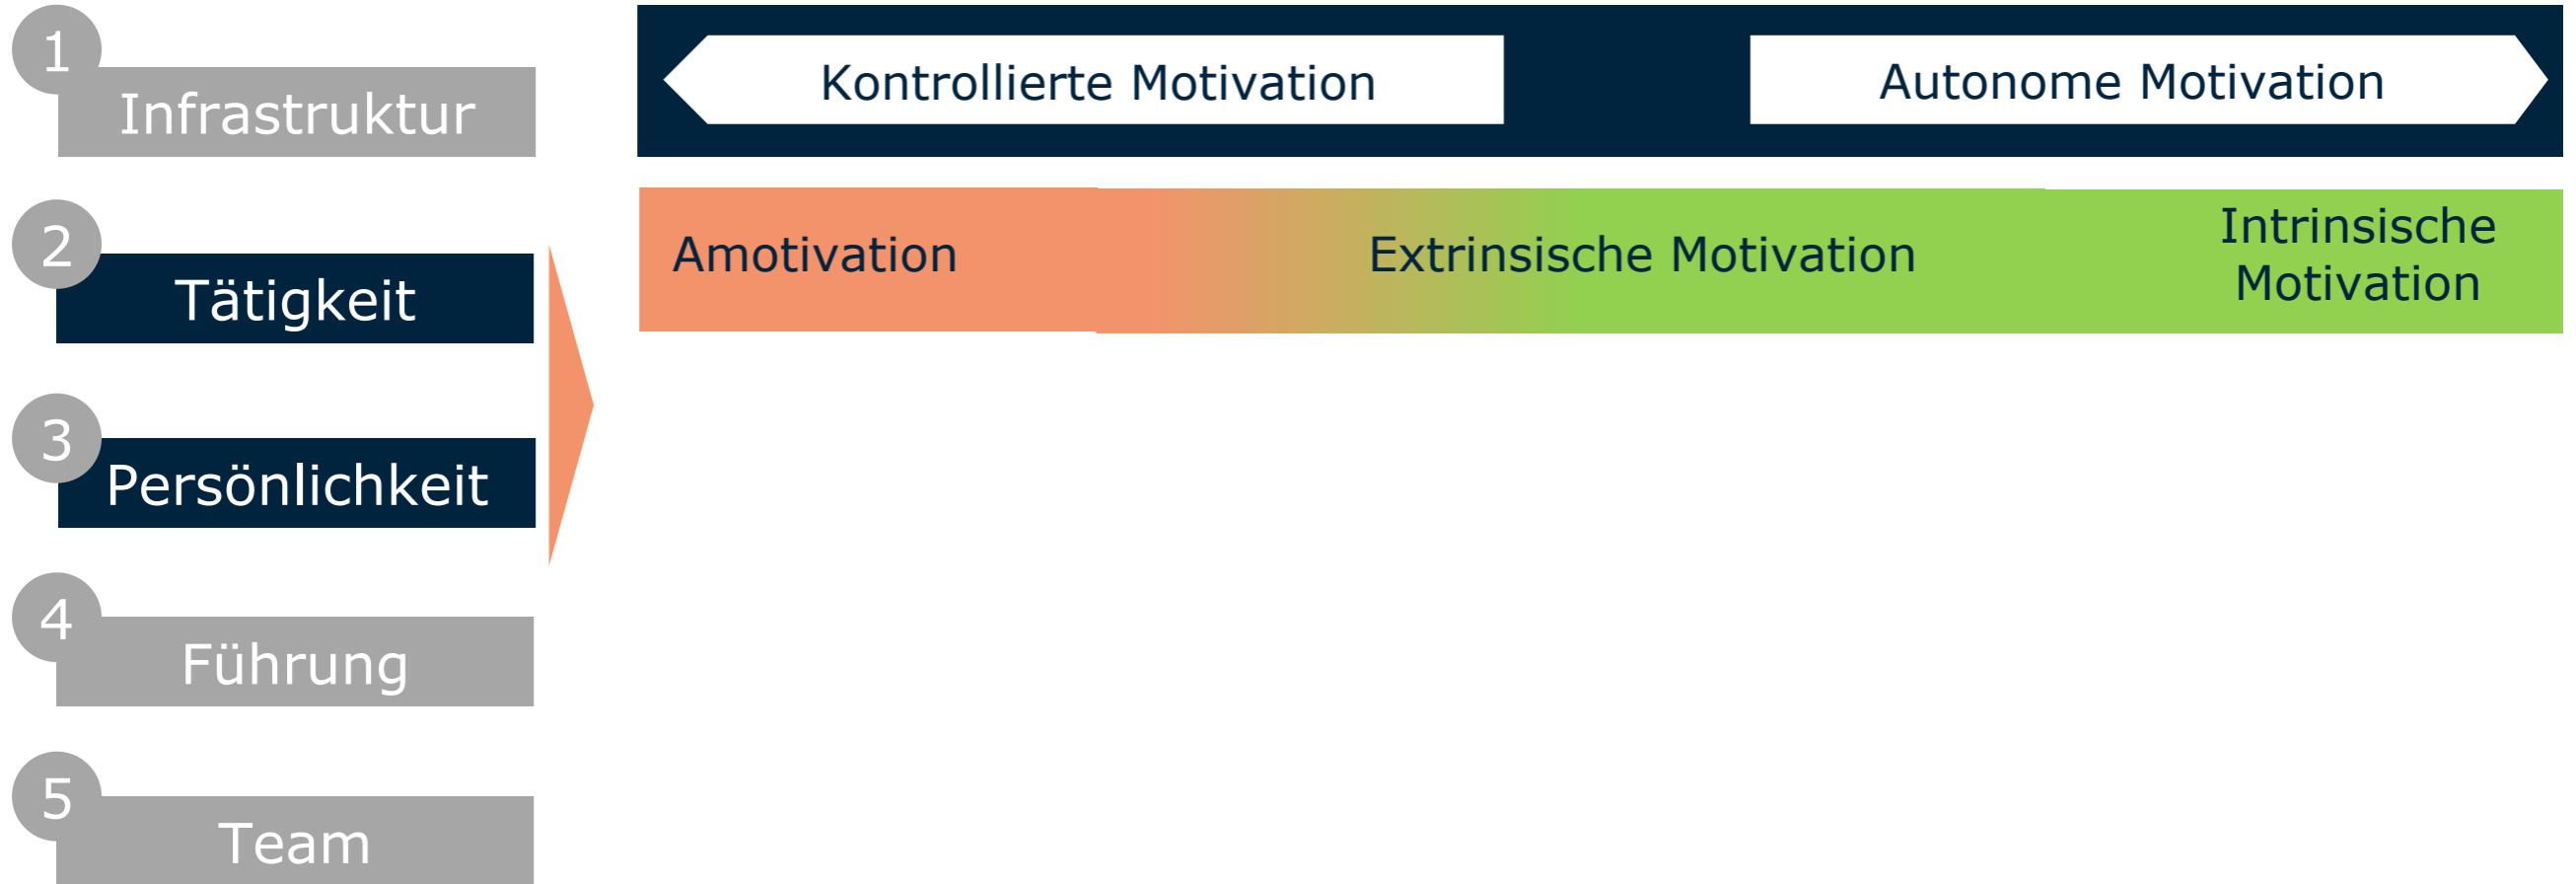 1
Infrastruktur
2
Tätigkeit
3
Persönlichkeit
4
Führung
5
Team
Kontrollierte Motivation
Autonome Motivation
Amotivation
Extrinsische Motivation
Intrinsische
Motivation